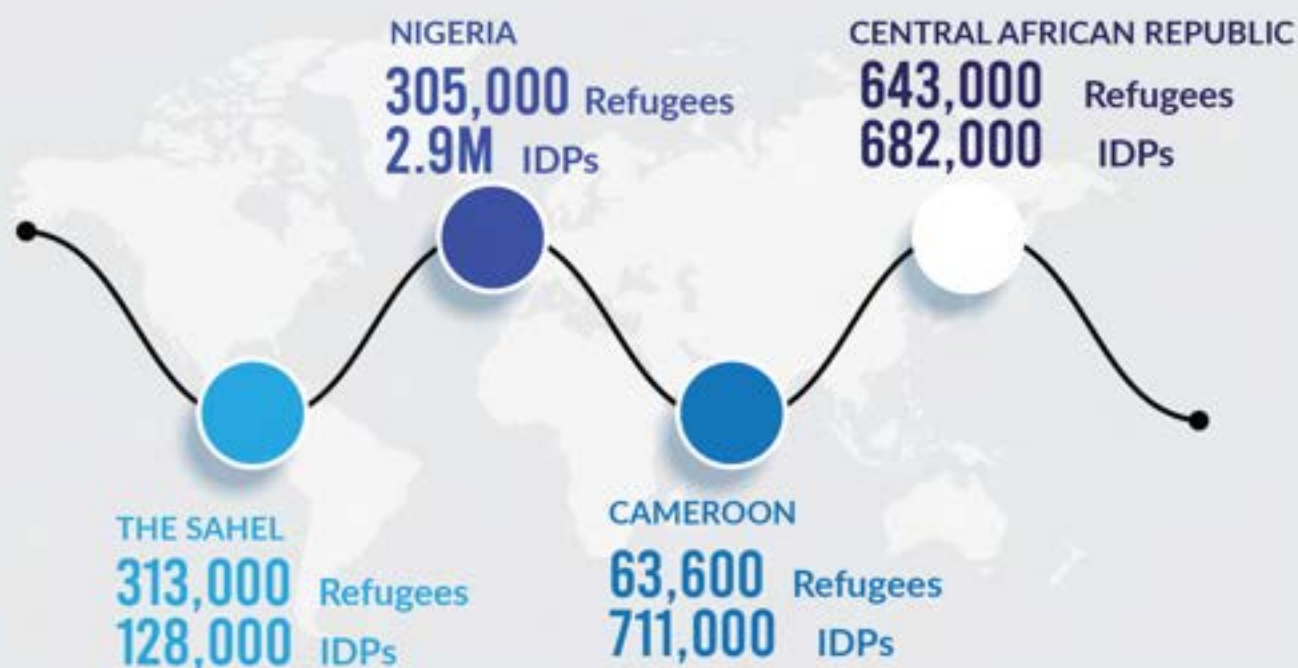 NIGERIA
305,000 Refugees
2.9M IDPs
CENTRAL AFRICAN REPUBLIC
643,000 Refugees
682,000 IDPs
THE SAHEL
313,000 Refugees
128,000 IDPs
CAMEROON
63,600 Refugees
711,000 IDPs